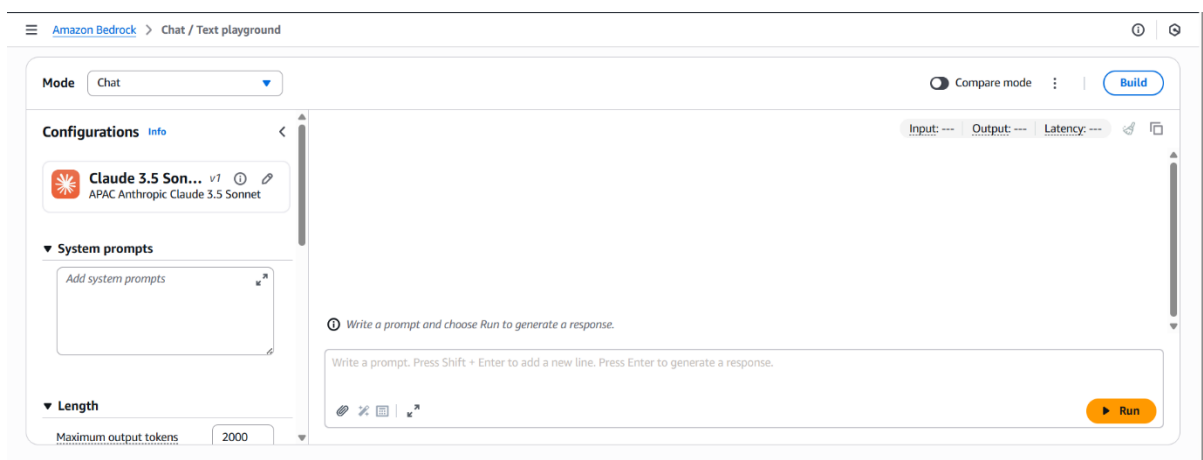 Amazon Bedrock > Chat / Text playground
Mode Chat Compare mode Build
Configurations Info
Input: --- Output: --- Latency: ---
Claude 3.5 Son... v1
APAC Anthropic Claude 3.5 Sonnet
System prompts
Add system prompts
Write a prompt and choose Run to generate a response.
Write a prompt. Press Shift + Enter to add a new line. Press Enter to generate a response.
Length
Run
Maximum output tokens 2000